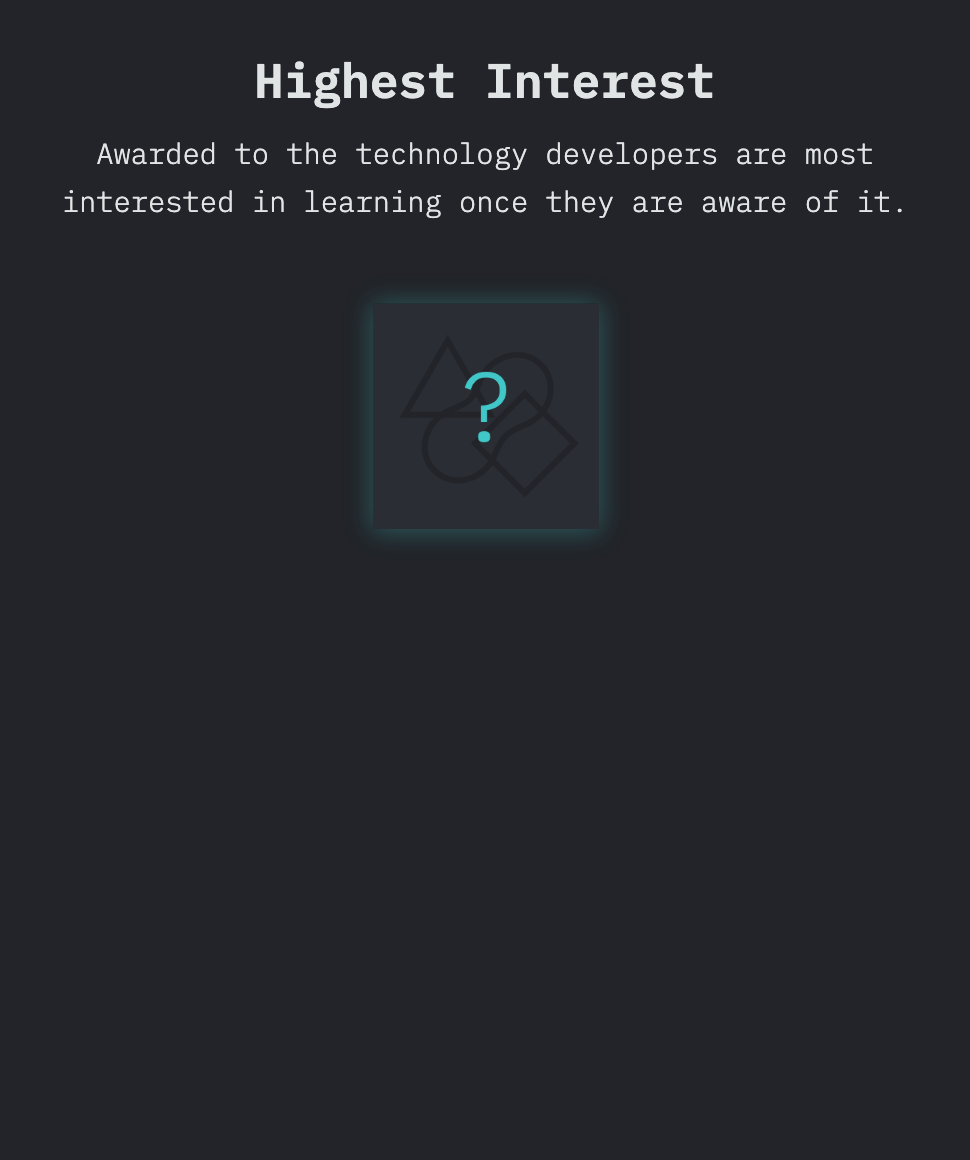 Highest Interest
Awarded to the technology developers are most
interested in learning once they are aware of it.
?